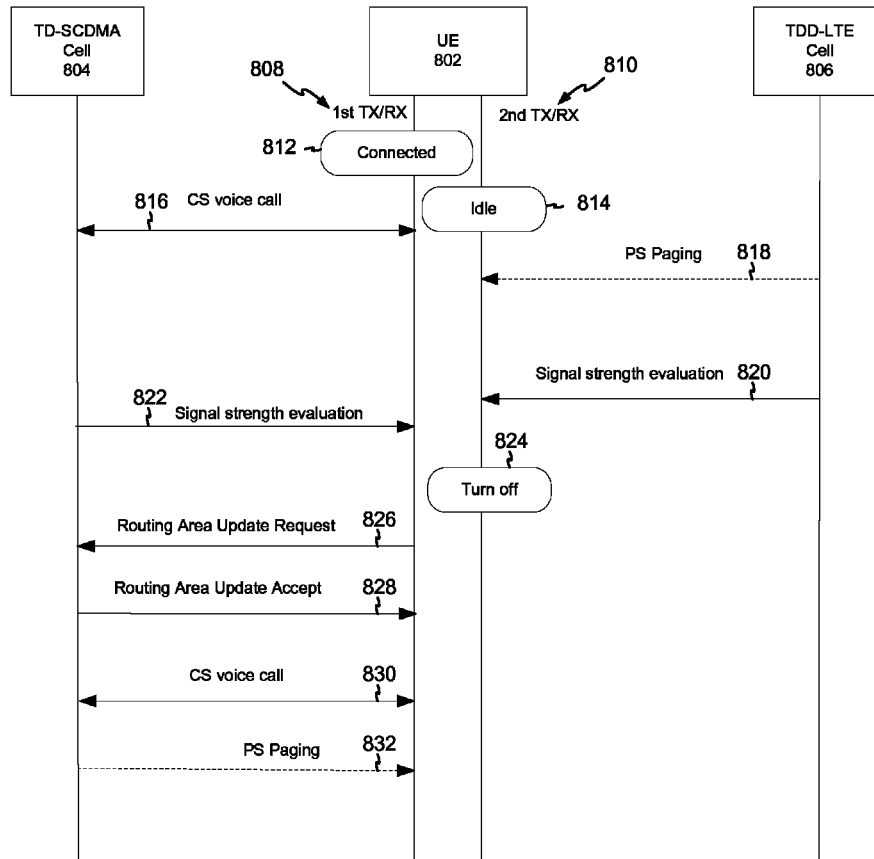 TD-SCDMA
Cell
804
UE
802
TDD-LTE
Cell
806
808
810
1st TX/RX
2nd TX/RX
812
Connected
816
CS voice call
Idle
814
PS Paging
818
Signal strength evaluation
820
822
Signal strength evaluation
824
Turn off
Routing Area Update Request
826
Routing Area Update Accept
828
CS voice call
830
PS Paging
832